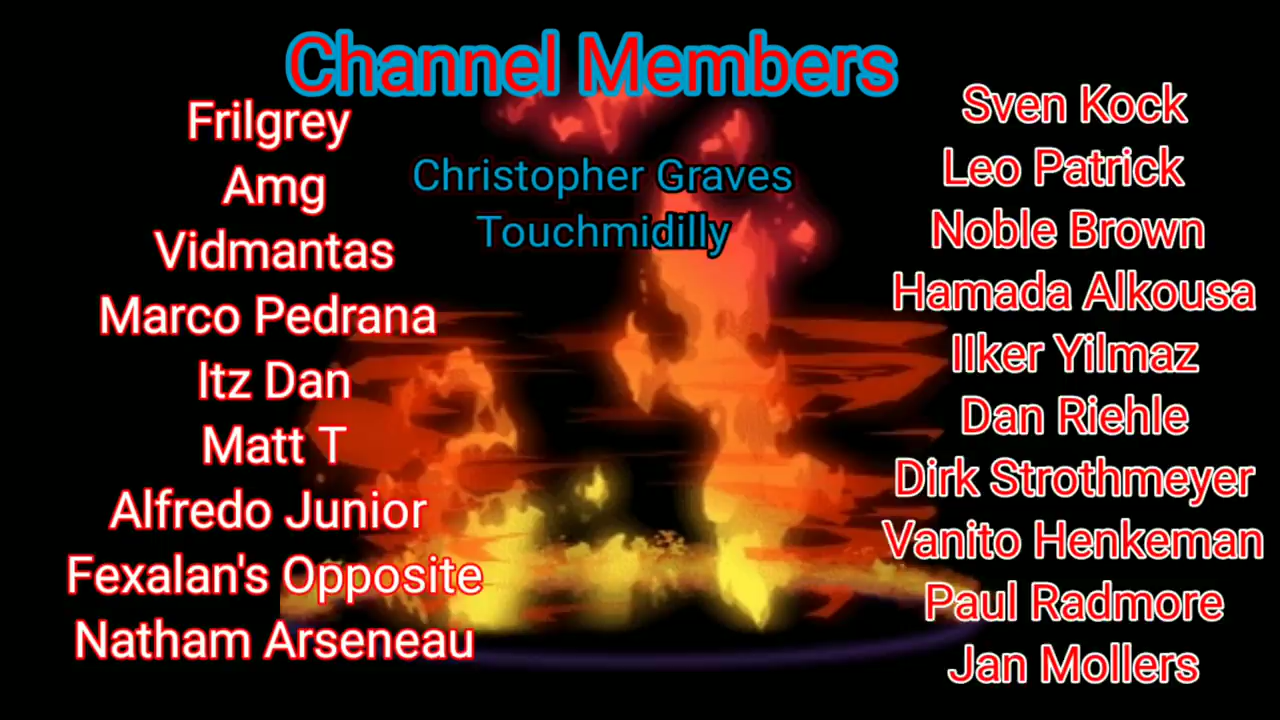 Channel Members
Frilgrey
Amg
Vidmantas
Marco Pedrana
Itz Dan
Matt T
Alfredo Junior
Fexalan's Opposite
Natham Arseneau
Christopher Graves
Touchmidilly
Sven Kock
Leo Patrick
Noble Brown
Hamada Alkousa
Ilker Yilmaz
Dan Riehle
Dirk Strothmeyer
Vanito Henkeman
Paul Radmore
Jan Mollers